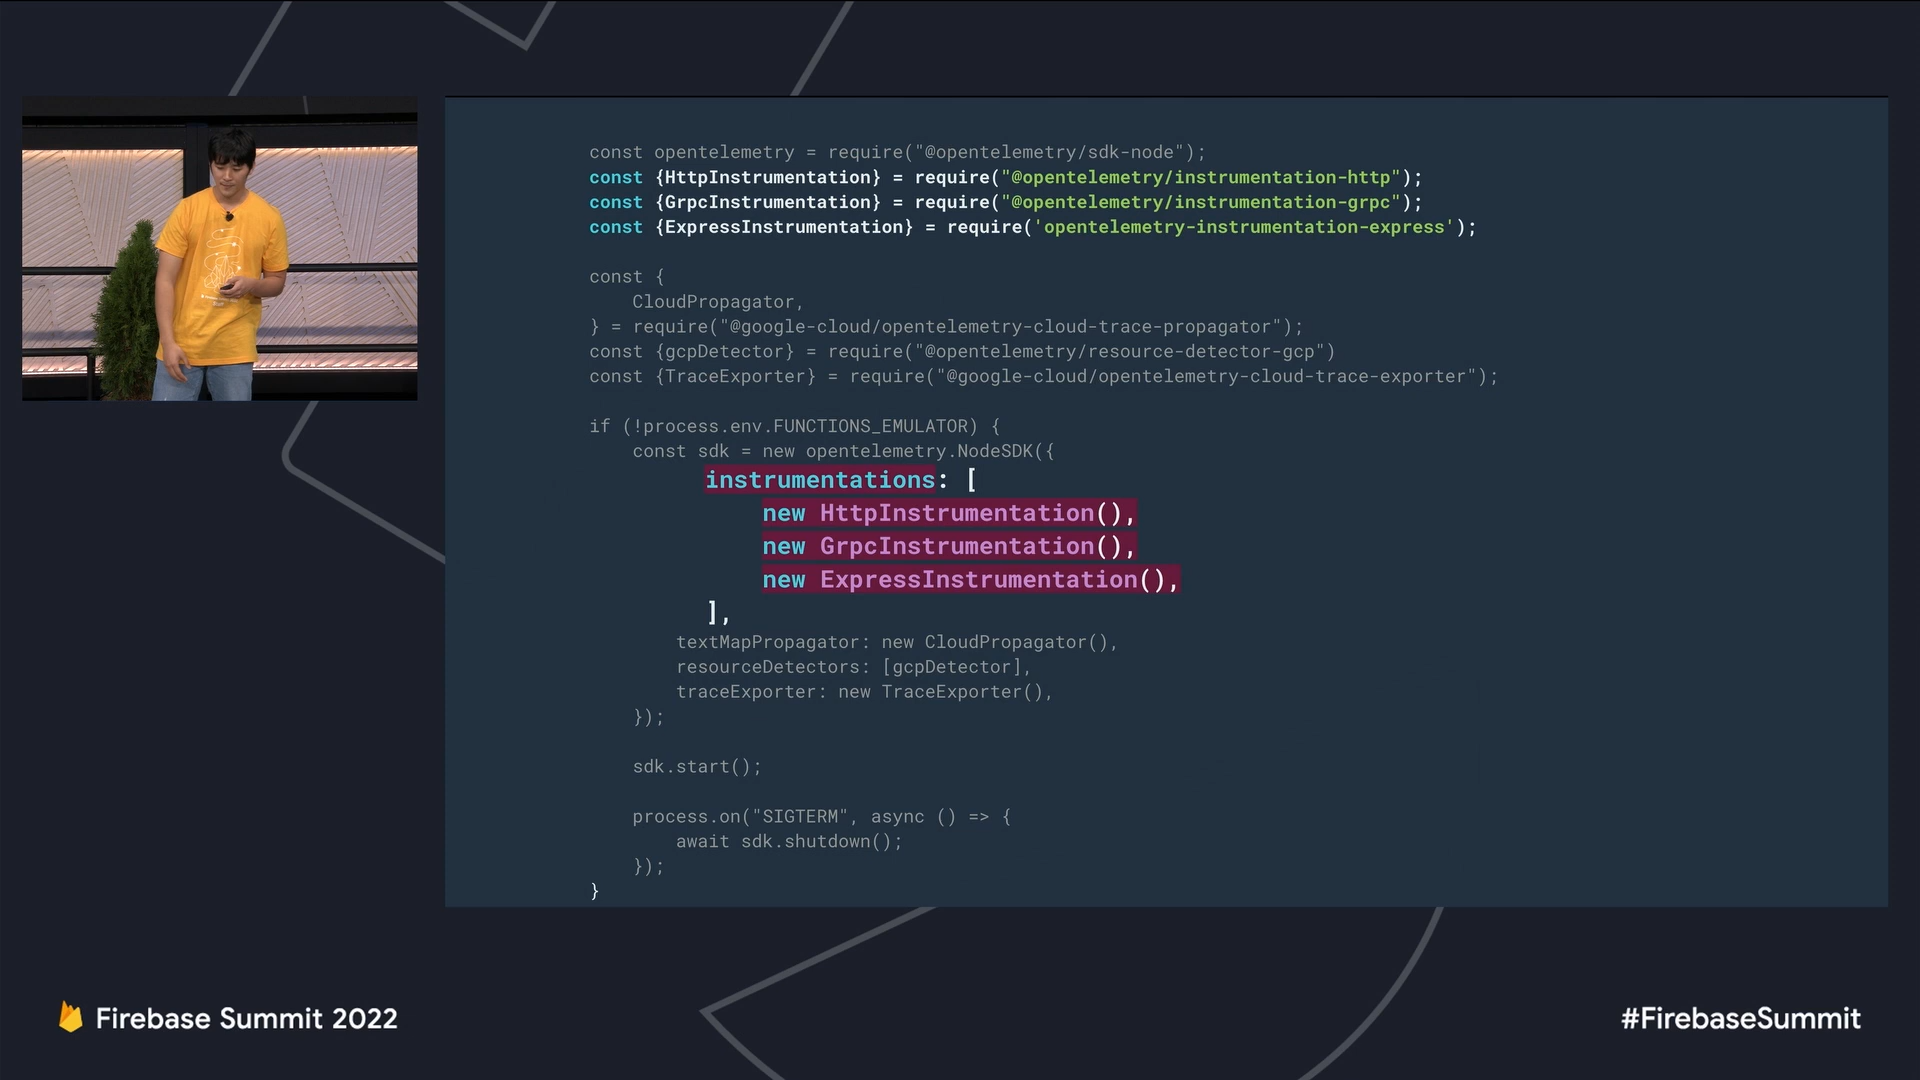 const opentelemetry = require("@opentelemetry/sdk-node");
const {HttpInstrumentation} = require("@opentelemetry/instrumentation-http");
const {GrpcInstrumentation} = require("@opentelemetry/instrumentation-grpc");
const {ExpressInstrumentation} = require('opentelemetry-instrumentation-express');
const {
CloudPropagator,
} = require("@google-cloud/opentelemetry-cloud-trace-propagator");
const {gcpDetector} = require("@opentelemetry/resource-detector-gcp")
const {TraceExporter} = require("@google-cloud/opentelemetry-cloud-trace-exporter");
if (!process.env.FUNCTIONS_EMULATOR) {
const sdk = new opentelemetry.NodeSDK({
instrumentations: [
new HttpInstrumentation(),
new GrpcInstrumentation(),
new ExpressInstrumentation(),
],
textMapPropagator: new CloudPropagator(),
resourceDetectors: [gcpDetector],
traceExporter: new TraceExporter(),
});
sdk.start();
process.on("SIGTERM", async () => {
await sdk.shutdown();
});
}
Firebase Summit 2022
#FirebaseSummit